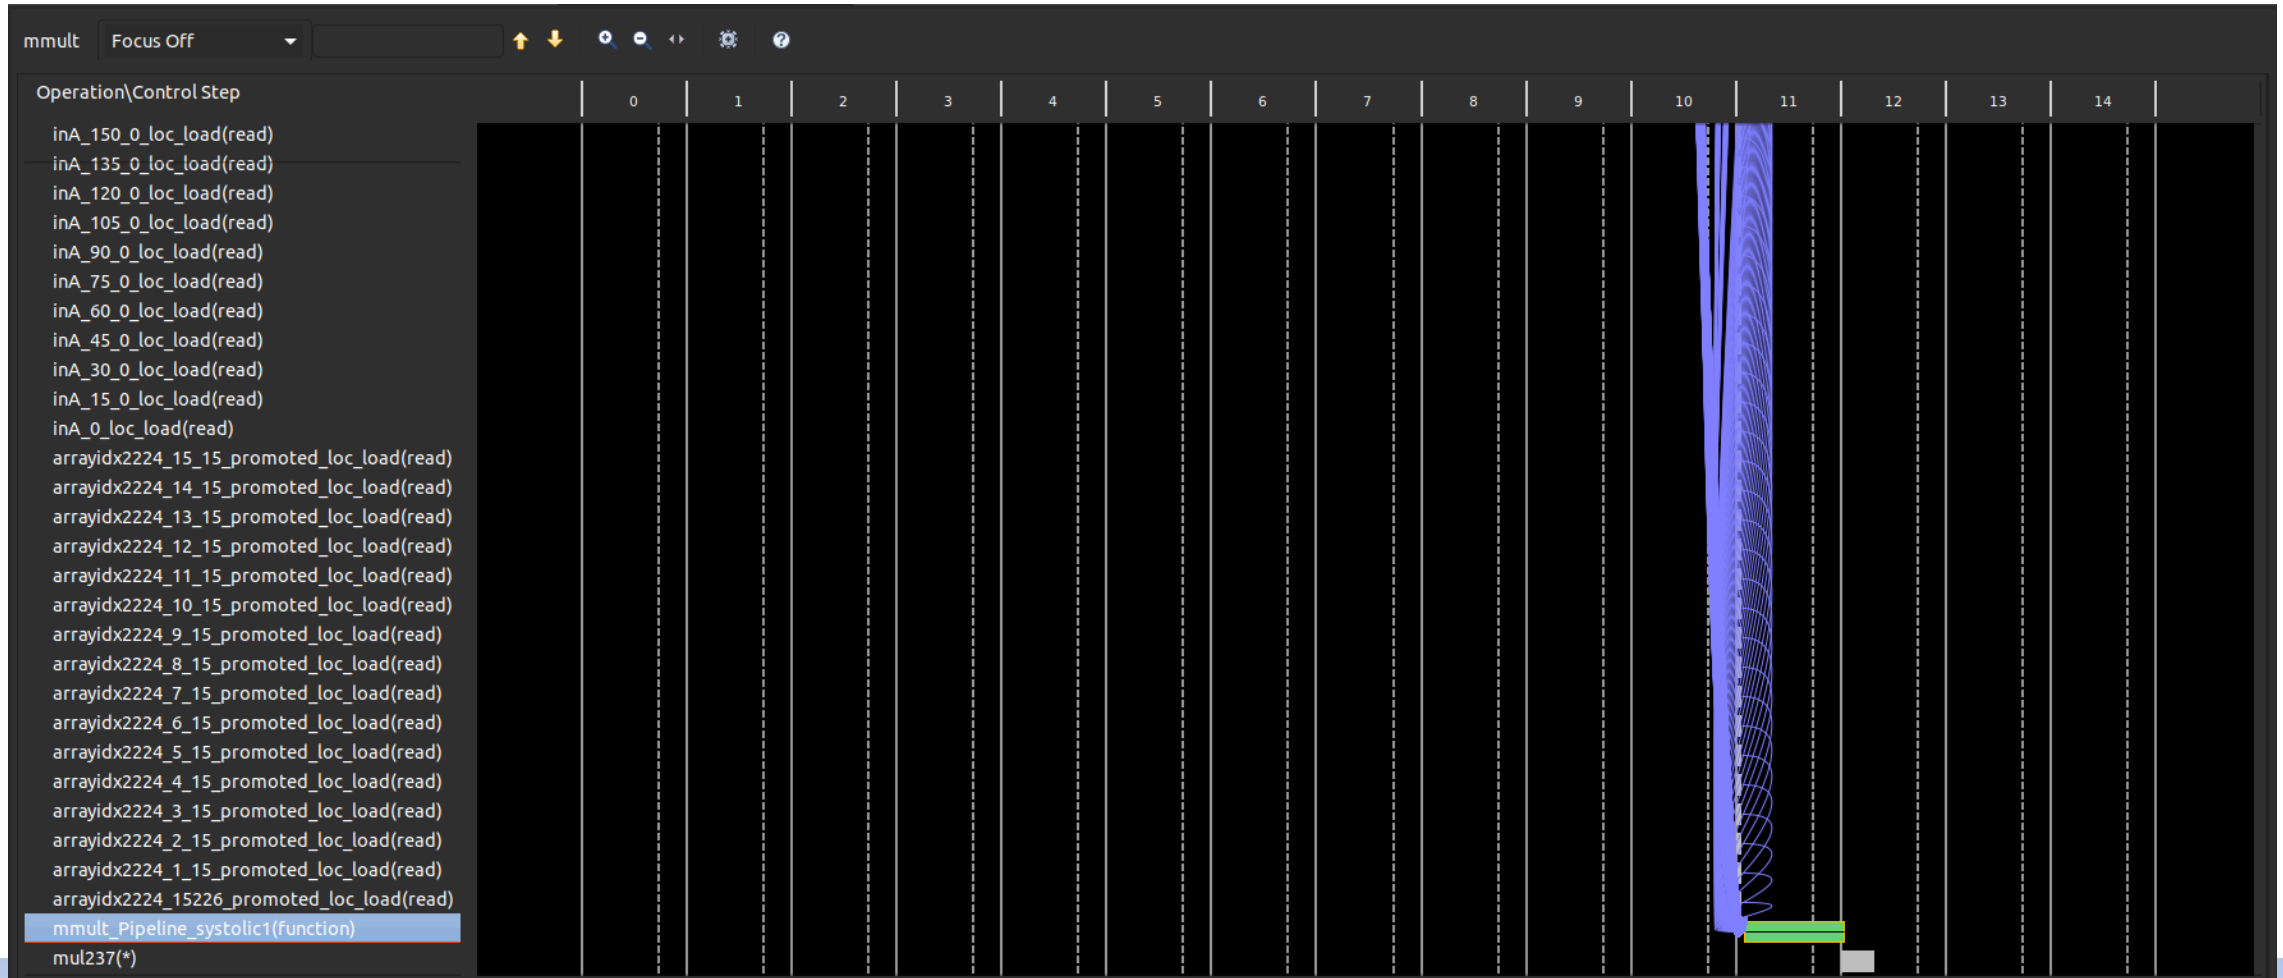 mmult Focus Off
Operation\Control Step 0 1 2 3 4 5 6 7 8 9 10 11 12 13 14
inA_150_0_loc_load(read)
inA_135_0_loc_load(read)
inA_120_0_loc_load(read)
inA_105_0_loc_load(read)
inA_90_0_loc_load(read)
inA_75_0_loc_load(read)
inA_60_0_loc_load(read)
inA_45_0_loc_load(read)
inA_30_0_loc_load(read)
inA_15_0_loc_load(read)
inA_0_loc_load(read)
arrayidx2224_15_15_promoted_loc_load(read)
arrayidx2224_14_15_promoted_loc_load(read)
arrayidx2224_13_15_promoted_loc_load(read)
arrayidx2224_12_15_promoted_loc_load(read)
arrayidx2224_11_15_promoted_loc_load(read)
arrayidx2224_10_15_promoted_loc_load(read)
arrayidx2224_9_15_promoted_loc_load(read)
arrayidx2224_8_15_promoted_loc_load(read)
arrayidx2224_7_15_promoted_loc_load(read)
arrayidx2224_6_15_promoted_loc_load(read)
arrayidx2224_5_15_promoted_loc_load(read)
arrayidx2224_4_15_promoted_loc_load(read)
arrayidx2224_3_15_promoted_loc_load(read)
arrayidx2224_2_15_promoted_loc_load(read)
arrayidx2224_1_15_promoted_loc_load(read)
arrayidx2224_15226_promoted_loc_load(read)
mmult_Pipeline_systolic1(function)
mul237(*)